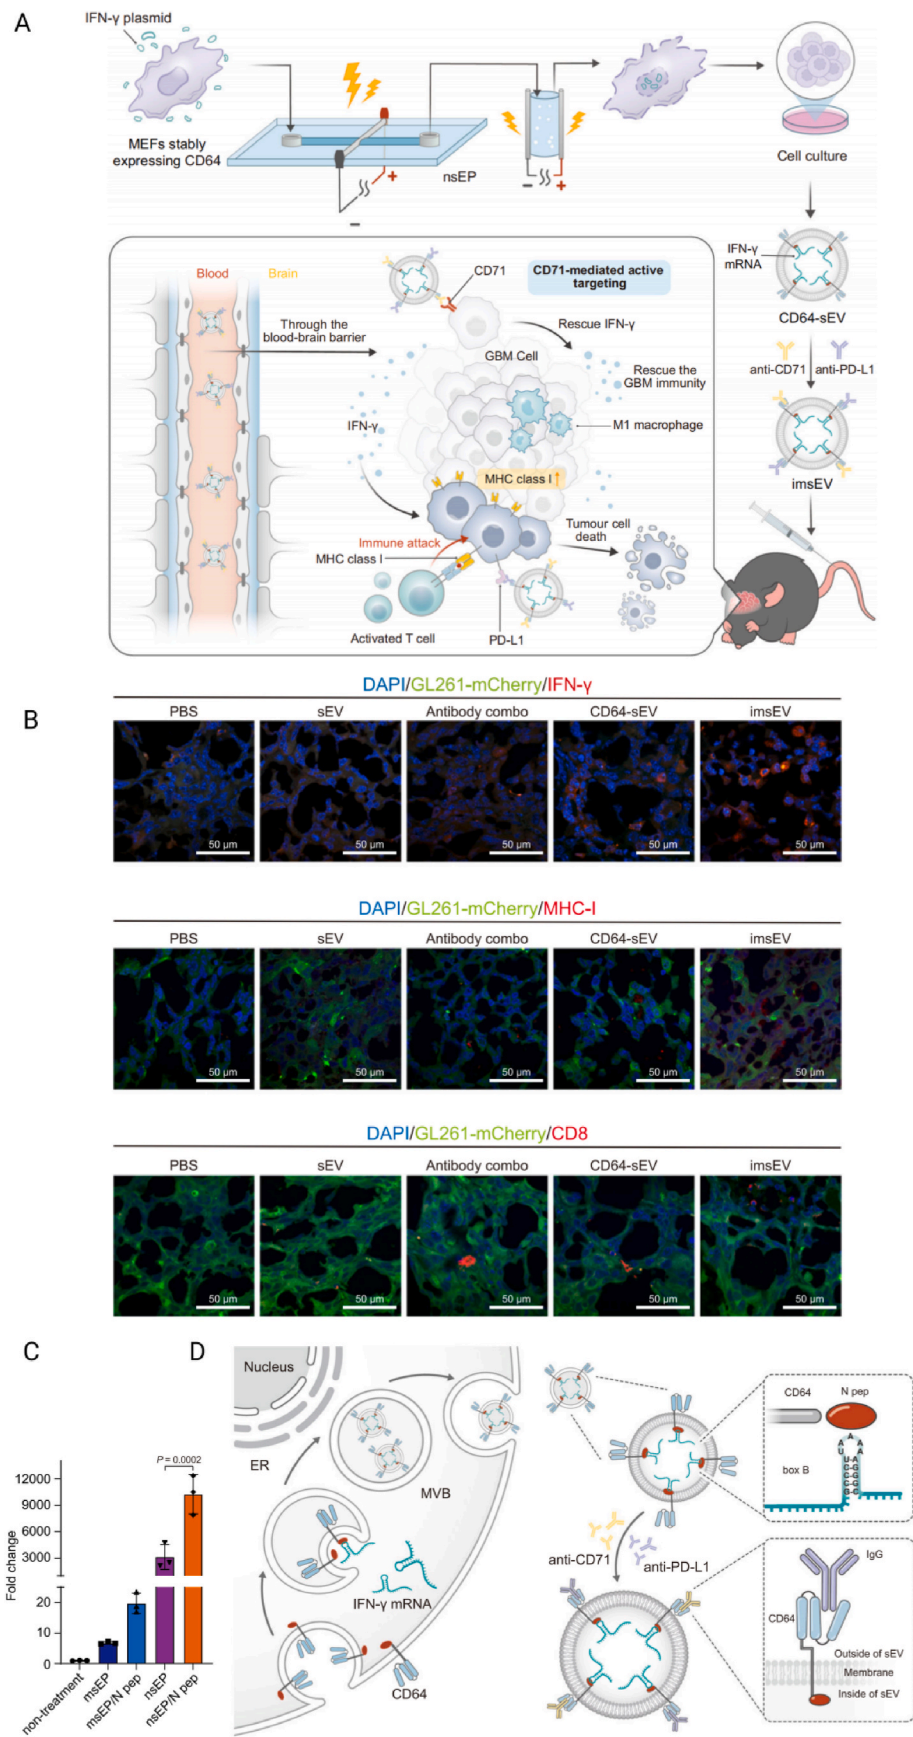 A
IFN-γ plasmid
MEFs stably
expressing CD64
nsEP
+
−
−
+
Cell culture
IFN-γ
mRNA
CD64-sEV
anti-CD71
anti-PD-L1
imsEV
Blood
Brain
Through the
blood-brain barrier
CD71
CD71-mediated active
targeting
Rescue IFN-γ
GBM Cell
Rescue the
GBM immunity
IFN-γ
M1 macrophage
MHC class I ↑
Immune attack
MHC class I
Tumour cell
death
Activated T cell
PD-L1
B
DAPI/GL261-mCherry/IFN-γ
PBS
sEV
Antibody combo
CD64-sEV
imsEV
50 μm
50 μm
50 μm
50 μm
50 μm
DAPI/GL261-mCherry/MHC-I
PBS
sEV
Antibody combo
CD64-sEV
imsEV
50 μm
50 μm
50 μm
50 μm
50 μm
DAPI/GL261-mCherry/CD8
PBS
sEV
Antibody combo
CD64-sEV
imsEV
50 μm
50 μm
50 μm
50 μm
50 μm
C
P = 0.0002
12000
9000
6000
3000
20
10
0
Fold change
non-treatment
msEP
msEP/N pep
nsEP
nsEP/N pep
D
Nucleus
ER
MVB
IFN-γ mRNA
CD64
anti-CD71
anti-PD-L1
CD64
N pep
box B
A
A A
U A
U A
C G
C G
C G
G C
IgG
CD64
Outside of sEV
Membrane
Inside of sEV